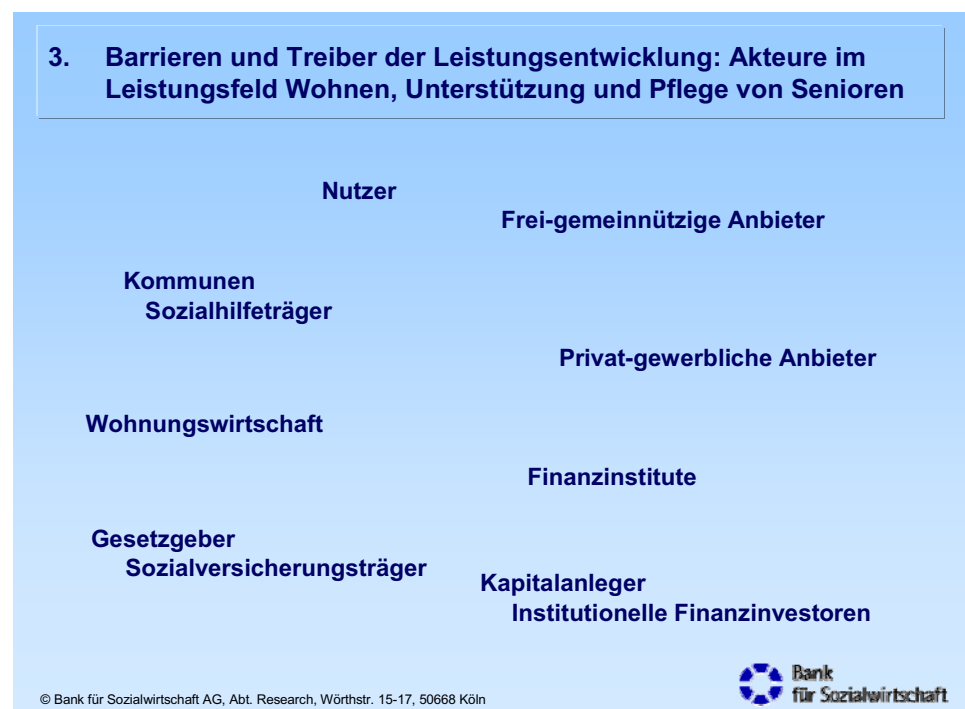 3. Barrieren und Treiber der Leistungsentwicklung: Akteure im
Leistungsfeld Wohnen, Unterstützung und Pflege von Senioren
Nutzer
Frei-gemeinnützige Anbieter
Kommunen
Sozialhilfeträger
Privat-gewerbliche Anbieter
Wohnungswirtschaft
Finanzinstitute
Gesetzgeber
Sozialversicherungsträger
Kapitalanleger
Institutionelle Finanzinvestoren
© Bank für Sozialwirtschaft AG, Abt. Research, Wörthstr. 15-17, 50668 Köln
Bank
für Sozialwirtschaft